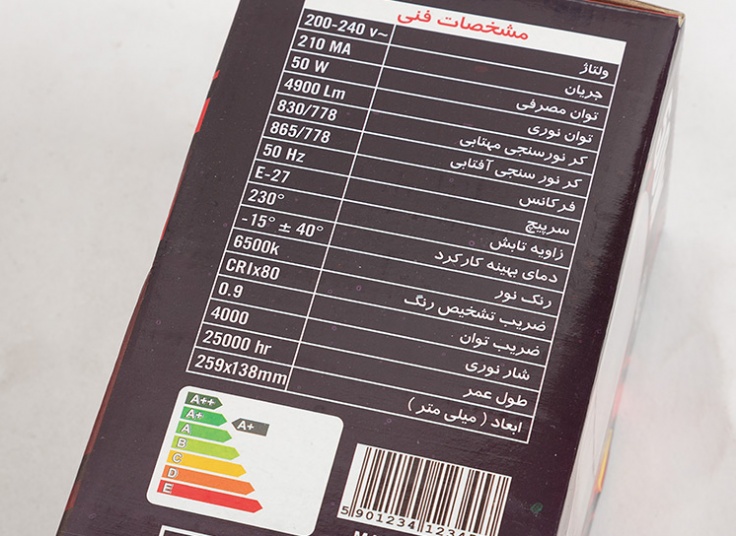 مشخصات فنی
ولتاژ 200-240 v~
جریان 210 MA
توان مصرفی 50 W
توان نوری 4900 Lm
کر نورسنجی مهتابی 830/778
کر نور سنجی آفتابی 865/778
فرکانس 50 Hz
سرپیچ E-27
زاویه تابش 230°
دمای بهینه کارکرد -15° ± 40°
رنگ نور 6500k
ضریب تشخیص رنگ CRIx80
ضریب توان 0.9
شار نوری 4000
طول عمر 25000 hr
ابعاد ( میلی متر ) 259x138mm
A++
A+ A+
A
B
C
D
E
5 901234 12345